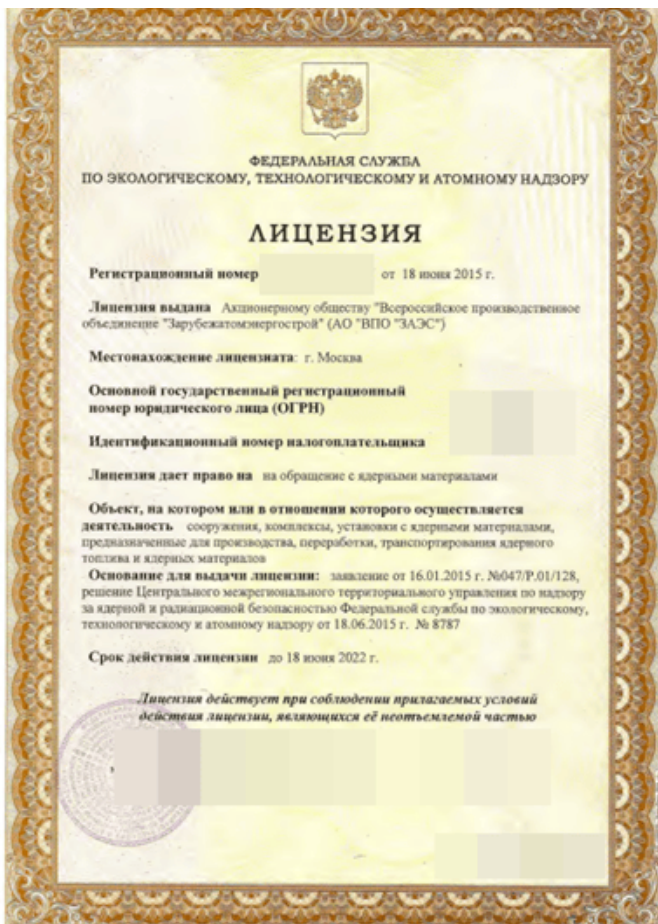 ФЕДЕРАЛЬНАЯ СЛУЖБА
ПО ЭКОЛОГИЧЕСКОМУ, ТЕХНОЛОГИЧЕСКОМУ И АТОМНОМУ НАДЗОРУ
ЛИЦЕНЗИЯ
Регистрационный номер от 18 июня 2015 г.
Лицензия выдана Акционерному обществу "Всероссийское производственное
объединение "Зарубежатомэнергострой" (АО "ВПО "ЗАЭС")
Местонахождение лицензиата: г. Москва
Основной государственный регистрационный
номер юридического лица (ОГРН)
Идентификационный номер налогоплательщика
Лицензия дает право на на обращение с ядерными материалами
Объект, на котором или в отношении которого осуществляется
деятельность сооружения, комплексы, установки с ядерными материалами,
предназначенные для производства, переработки, транспортирования ядерного
топлива и ядерных материалов
Основание для выдачи лицензии: заявление от 16.01.2015 г. №047/Р.01/128,
решение Центрального межрегионального территориального управления по надзору
за ядерной и радиационной безопасностью Федеральной службы по экологическому,
технологическому и атомному надзору от 18.06.2015 г. № 8787
Срок действия лицензии до 18 июня 2022 г.
Лицензия действует при соблюдении прилагаемых условий
действия лицензии, являющихся её неотъемлемой частью